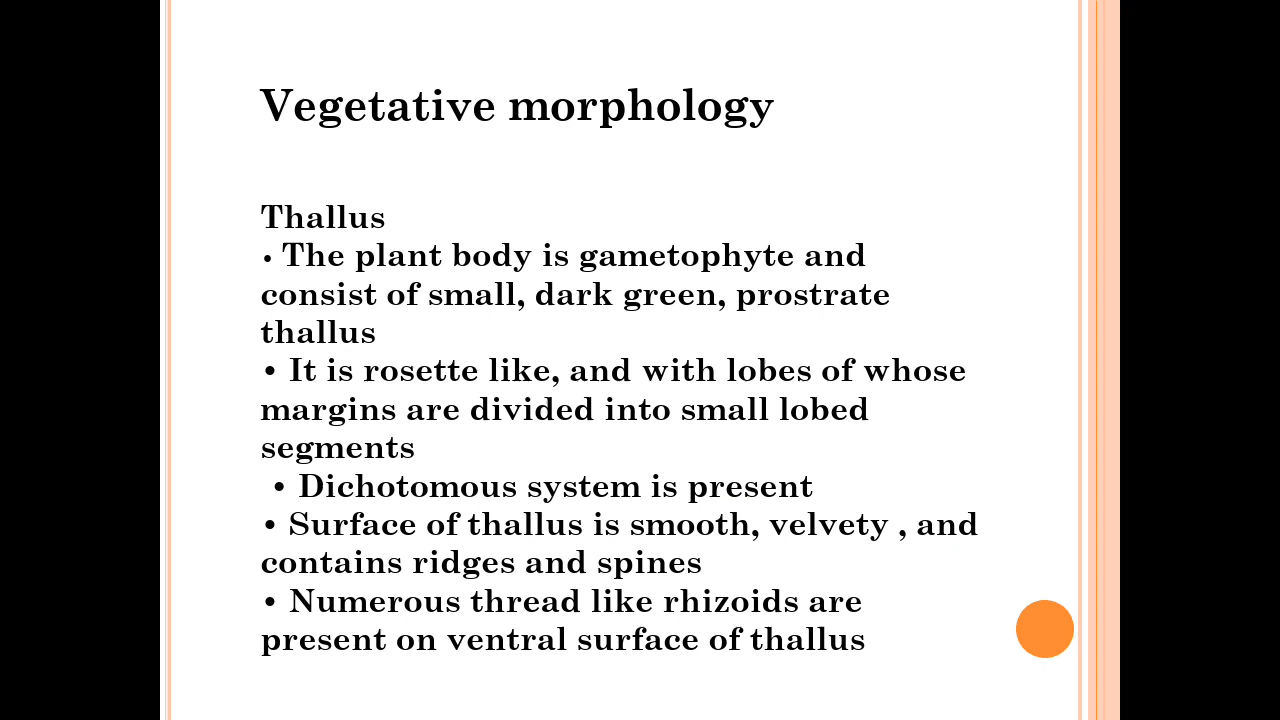 Vegetative morphology
Thallus
• The plant body is gametophyte and
consist of small, dark green, prostrate
thallus
• It is rosette like, and with lobes of whose
margins are divided into small lobed
segments
• Dichotomous system is present
• Surface of thallus is smooth, velvety , and
contains ridges and spines
• Numerous thread like rhizoids are
present on ventral surface of thallus